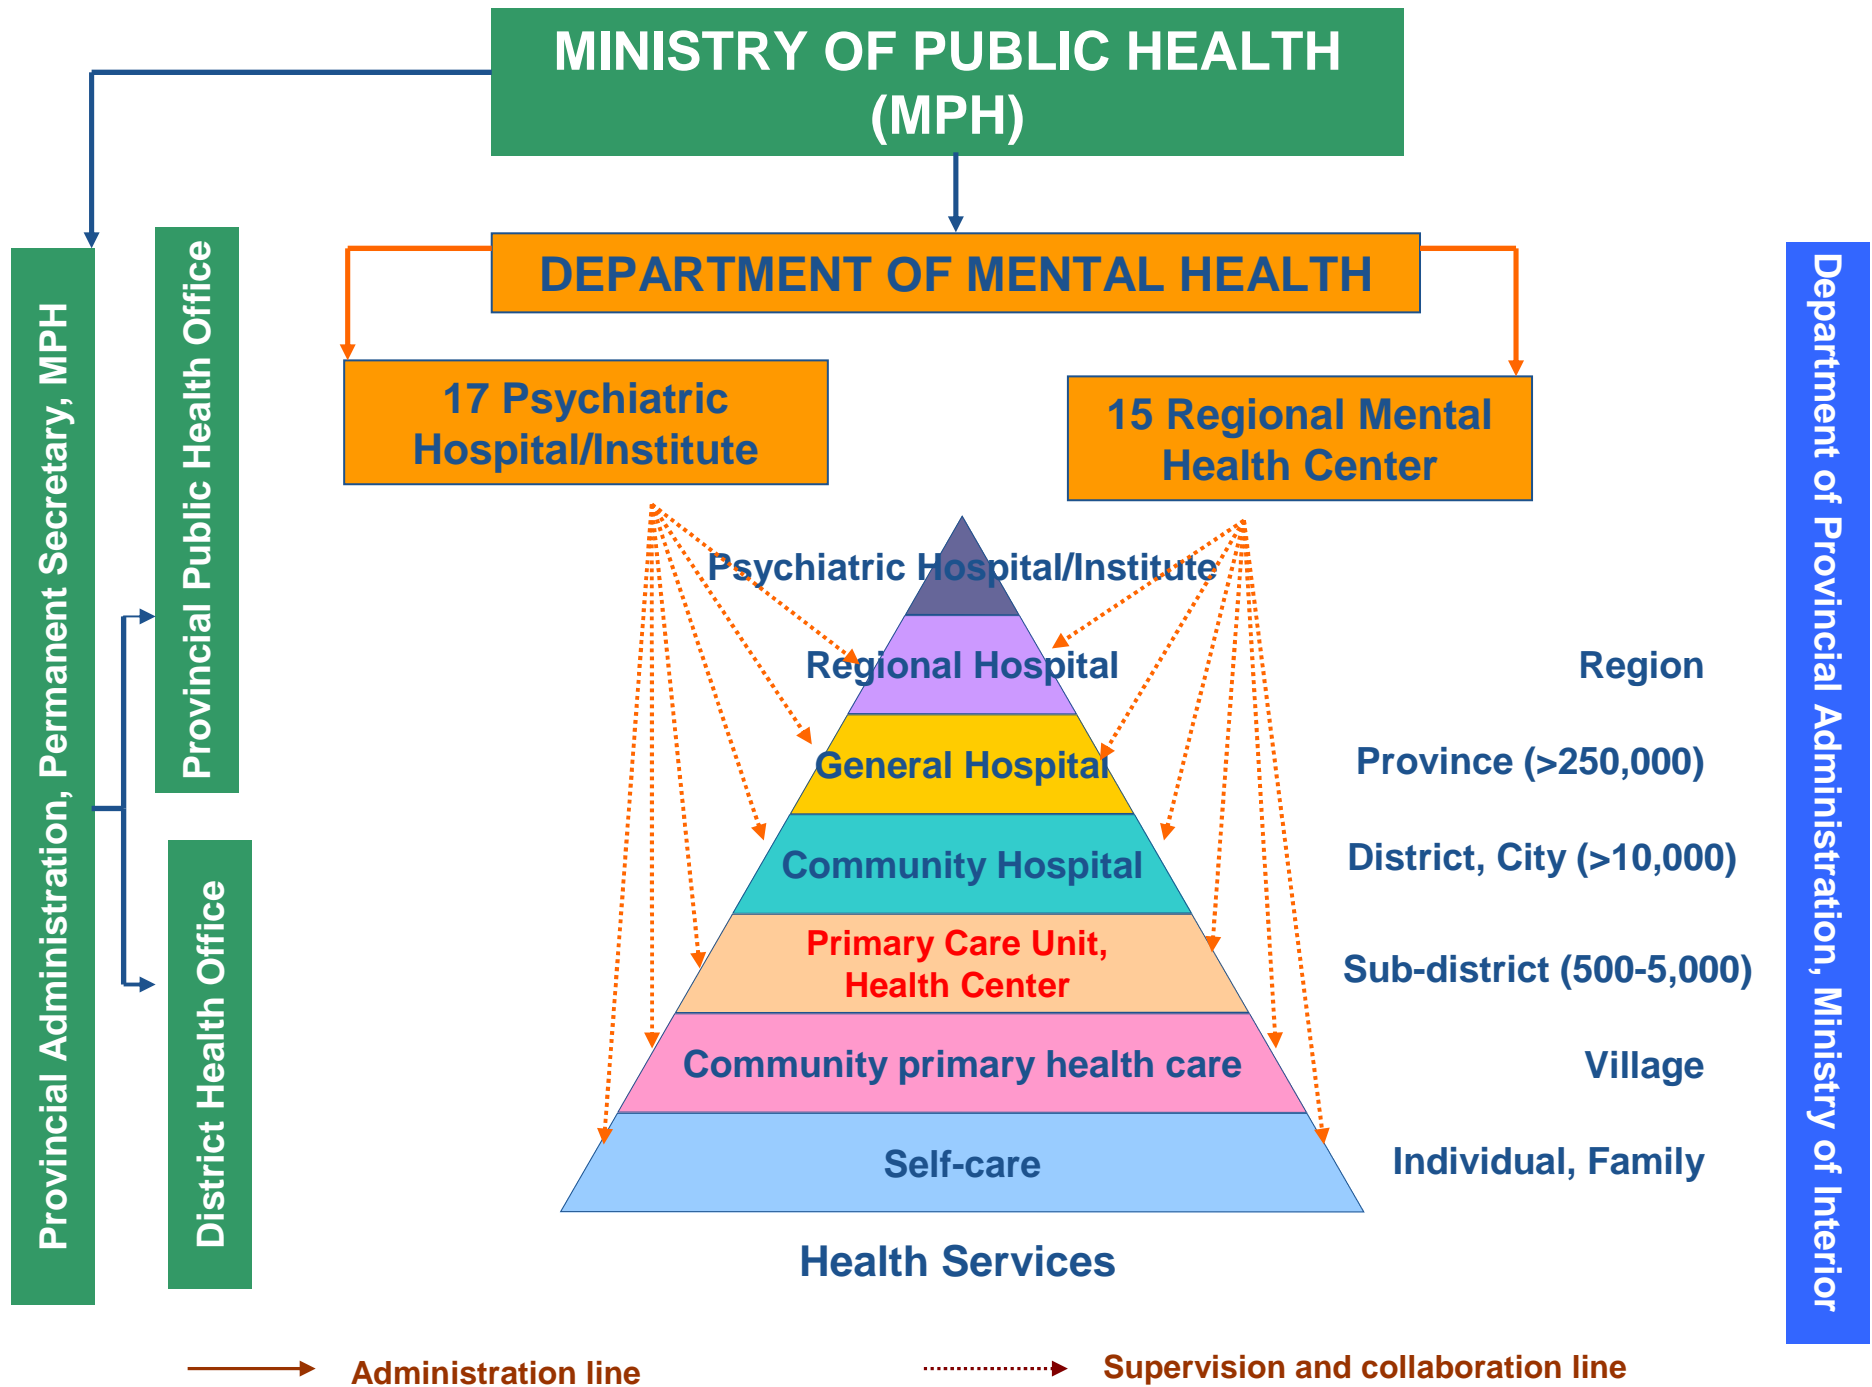 MINISTRY OF PUBLIC HEALTH
(MPH)
DEPARTMENT OF MENTAL HEALTH
17 Psychiatric
Hospital/Institute
15 Regional Mental
Health Center
Provincial Administration, Permanent Secretary, MPH
Provincial Public Health Office
District Health Office
Department of Provincial Administration, Ministry of Interior
Psychiatric Hospital/Institute
Regional Hospital
Region
General Hospital
Province (>250,000)
Community Hospital
District, City (>10,000)
Primary Care Unit,
Health Center
Sub-district (500-5,000)
Community primary health care
Village
Self-care
Individual, Family
Health Services
Administration line
Supervision and collaboration line